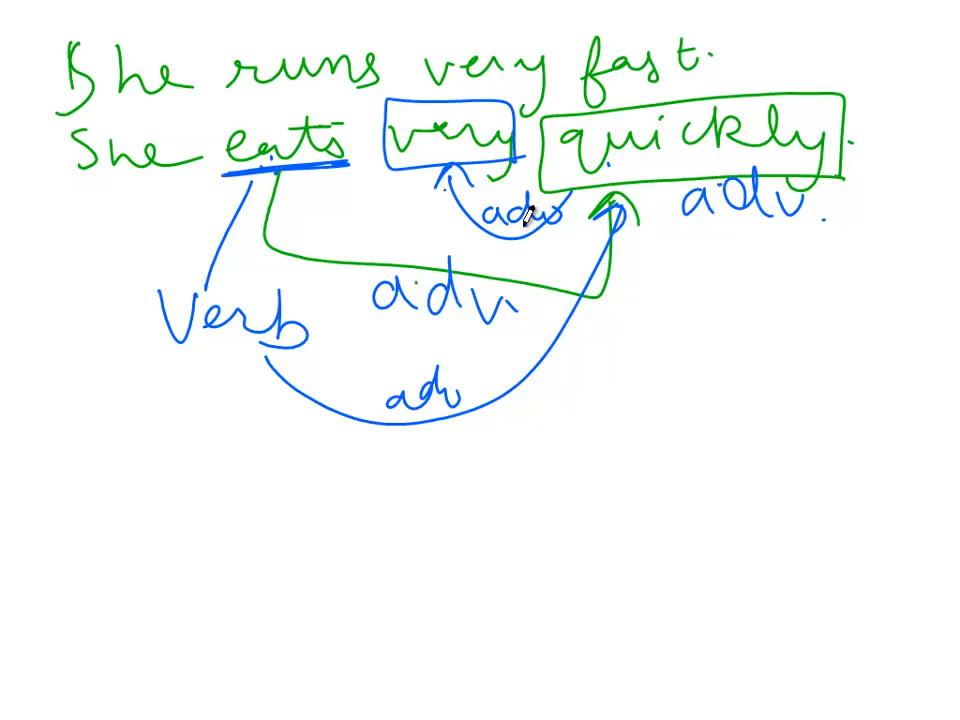 She runs very fast.
She eats very quickly.
adv adv.
Verb adv.
adv